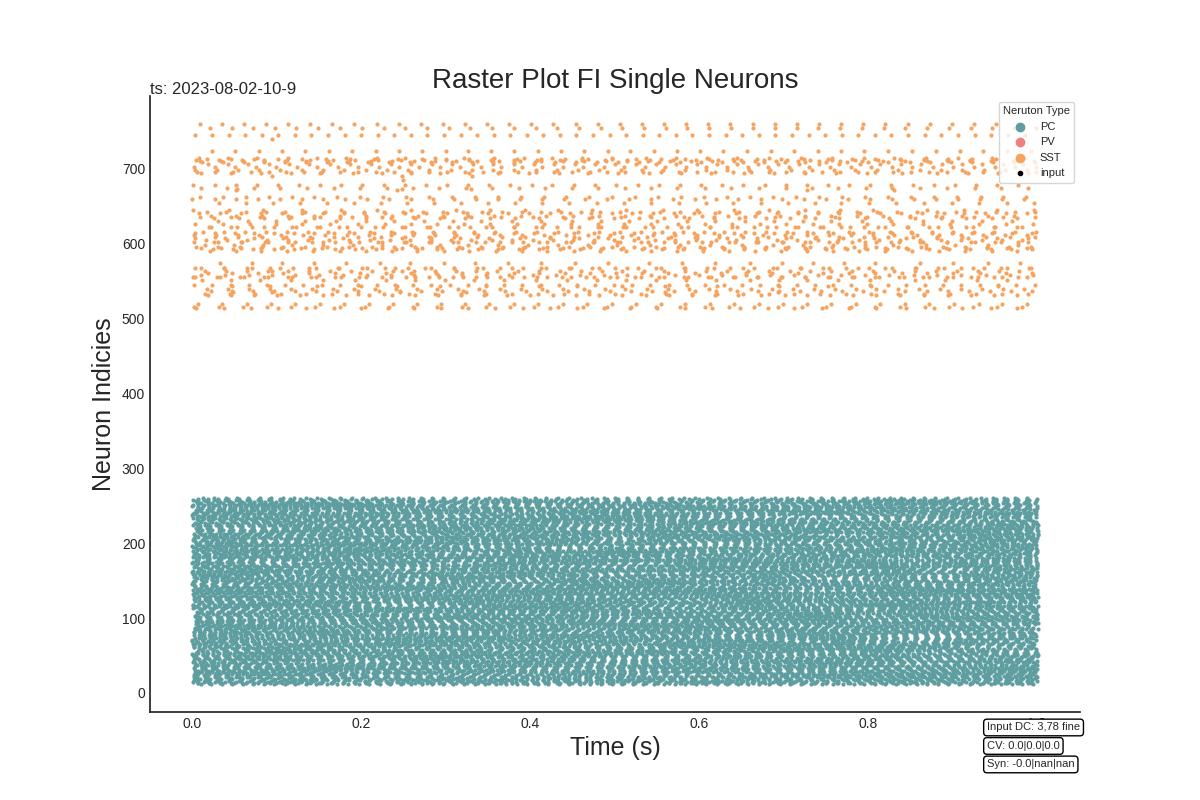 Raster Plot FI Single Neurons
ts: 2023-08-02-10-9
Neruton Type
PC
PV
SST
input
700
600
500
400
300
200
100
0
Neuron Indicies
0.0 0.2 0.4 0.6 0.8
Time (s)
Input DC: 3,78 fine
CV: 0.0|0.0|0.0
Syn: -0.0|nan|nan